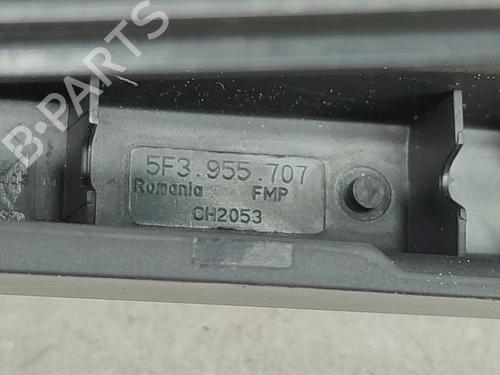 B-PARTS
5F3.955.707
Romania FMP
CH2053